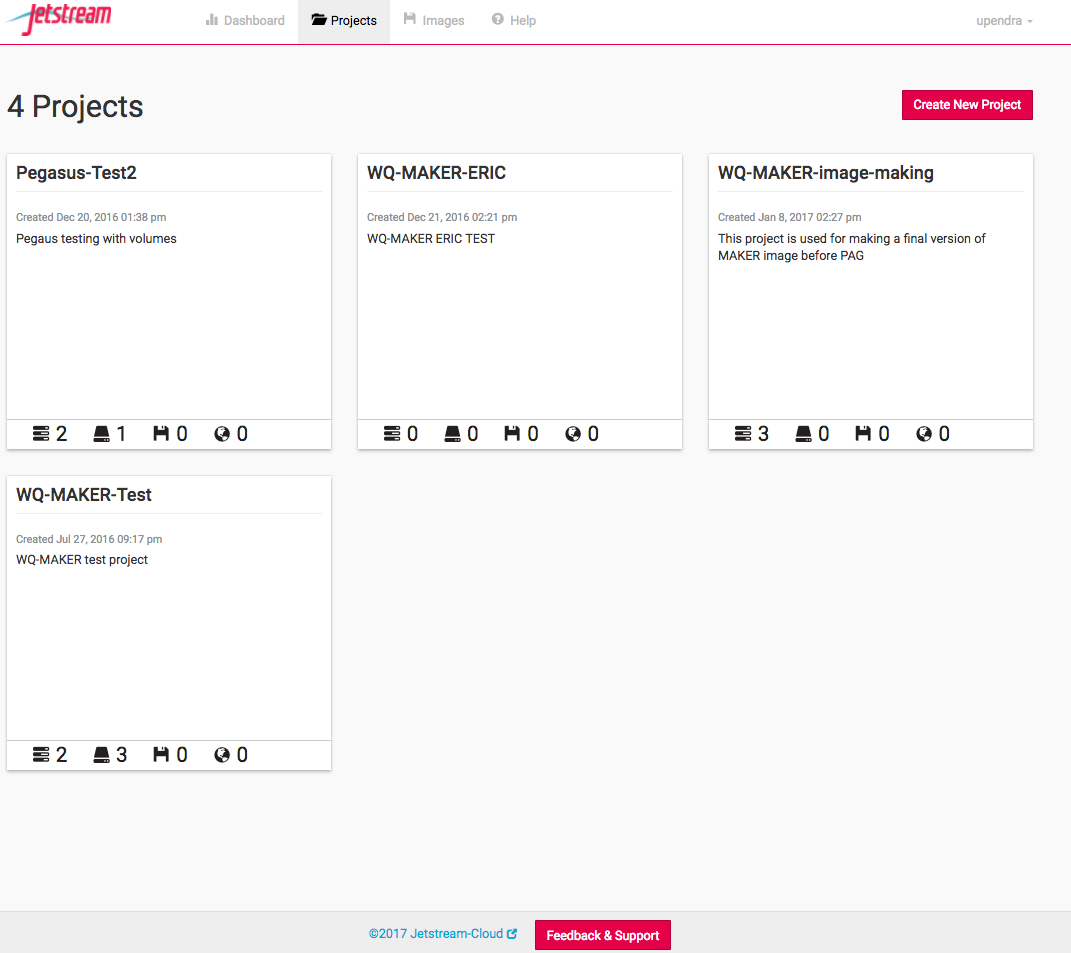 Jetstream
Dashboard Projects Images Help upendra
4 Projects
Create New Project
Pegasus-Test2
Created Dec 20, 2016 01:38 pm
Pegaus testing with volumes
2 1 0 0
WQ-MAKER-ERIC
Created Dec 21, 2016 02:21 pm
WQ-MAKER ERIC TEST
0 0 0 0
WQ-MAKER-image-making
Created Jan 8, 2017 02:27 pm
This project is used for making a final version of
MAKER image before PAG
3 0 0 0
WQ-MAKER-Test
Created Jul 27, 2016 09:17 pm
WQ-MAKER test project
2 3 0 0
©2017 Jetstream-Cloud
Feedback & Support